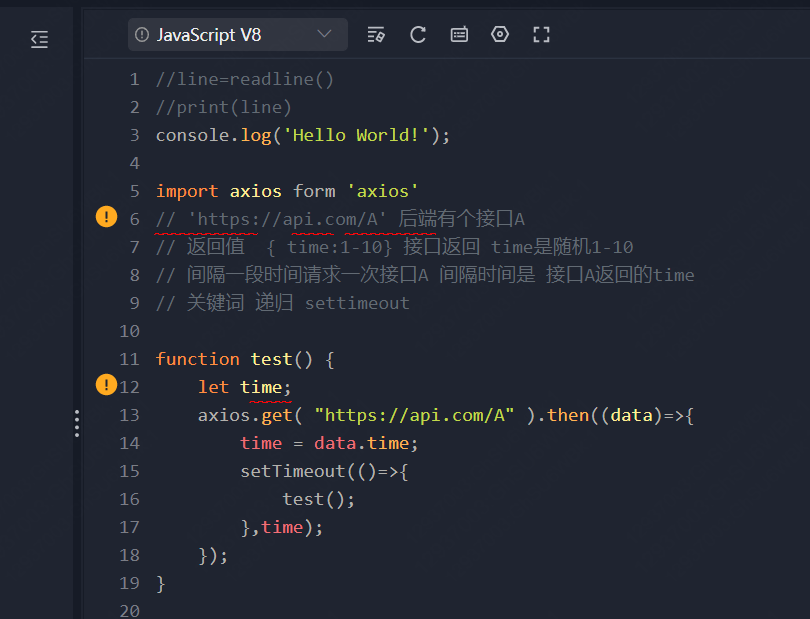 JavaScript V8
1 //line=readline()
2 //print(line)
3 console.log('Hello World!');
4
5 import axios form 'axios'
6 // 'https://api.com/A' 后端有个接口A
7 // 返回值  { time:1-10} 接口返回 time是随机1-10
8 // 间隔一段时间请求一次接口A 间隔时间是 接口A返回的time
9 // 关键词 递归 settimeout
10
11 function test() {
12     let time;
13     axios.get( "https://api.com/A" ).then((data)=>{
14         time = data.time;
15         setTimeout(()=>{
16             test();
17         },time);
18     });
19 }
20